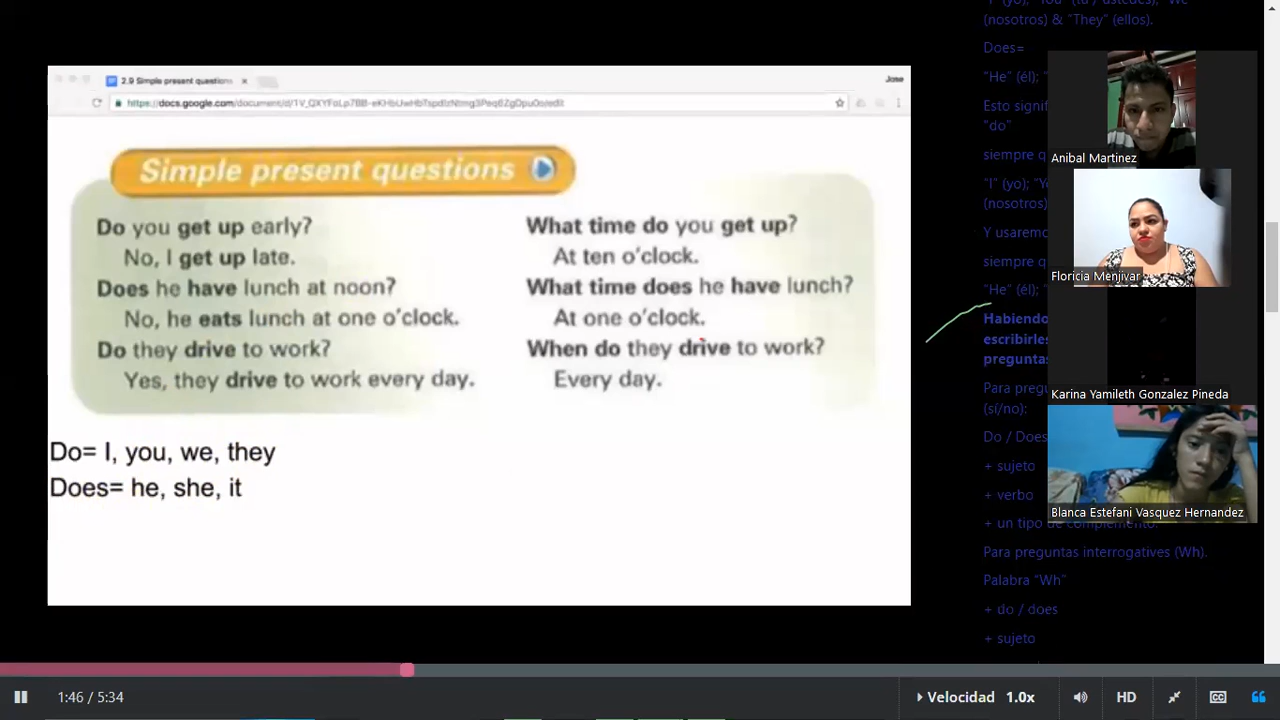 2.9 Simple present questions
Jose
Simple present questions
Do you get up early?
No, I get up late.
Does he have lunch at noon?
No, he eats lunch at one o'clock.
Do they drive to work?
Yes, they drive to work every day.
What time do you get up?
At ten o'clock.
What time does he have lunch?
At one o'clock.
When do they drive to work?
Every day.
Do= I, you, we, they
Does= he, she, it
(nosotros) & "They" (ellos).
Does=
"He" (él); "
Esto signif
"do"
siempre q
"I" (yo); "Yo
(nosotros)
Y usaremo
siempre q
"He" (él); "
Habiendo
escribirles
preguntas
Para preg
(sí/no):
Do / Does
+ sujeto
+ verbo
+ un tipo de complemento.
Para preguntas interrogatives (Wh).
Palabra "Wh"
+ do / does
+ sujeto
Anibal Martinez
Floricia Menjivar
Karina Yamileth Gonzalez Pineda
Blanca Estefani Vasquez Hernandez
1:46 / 5:34
Velocidad 1.0x
HD
CC